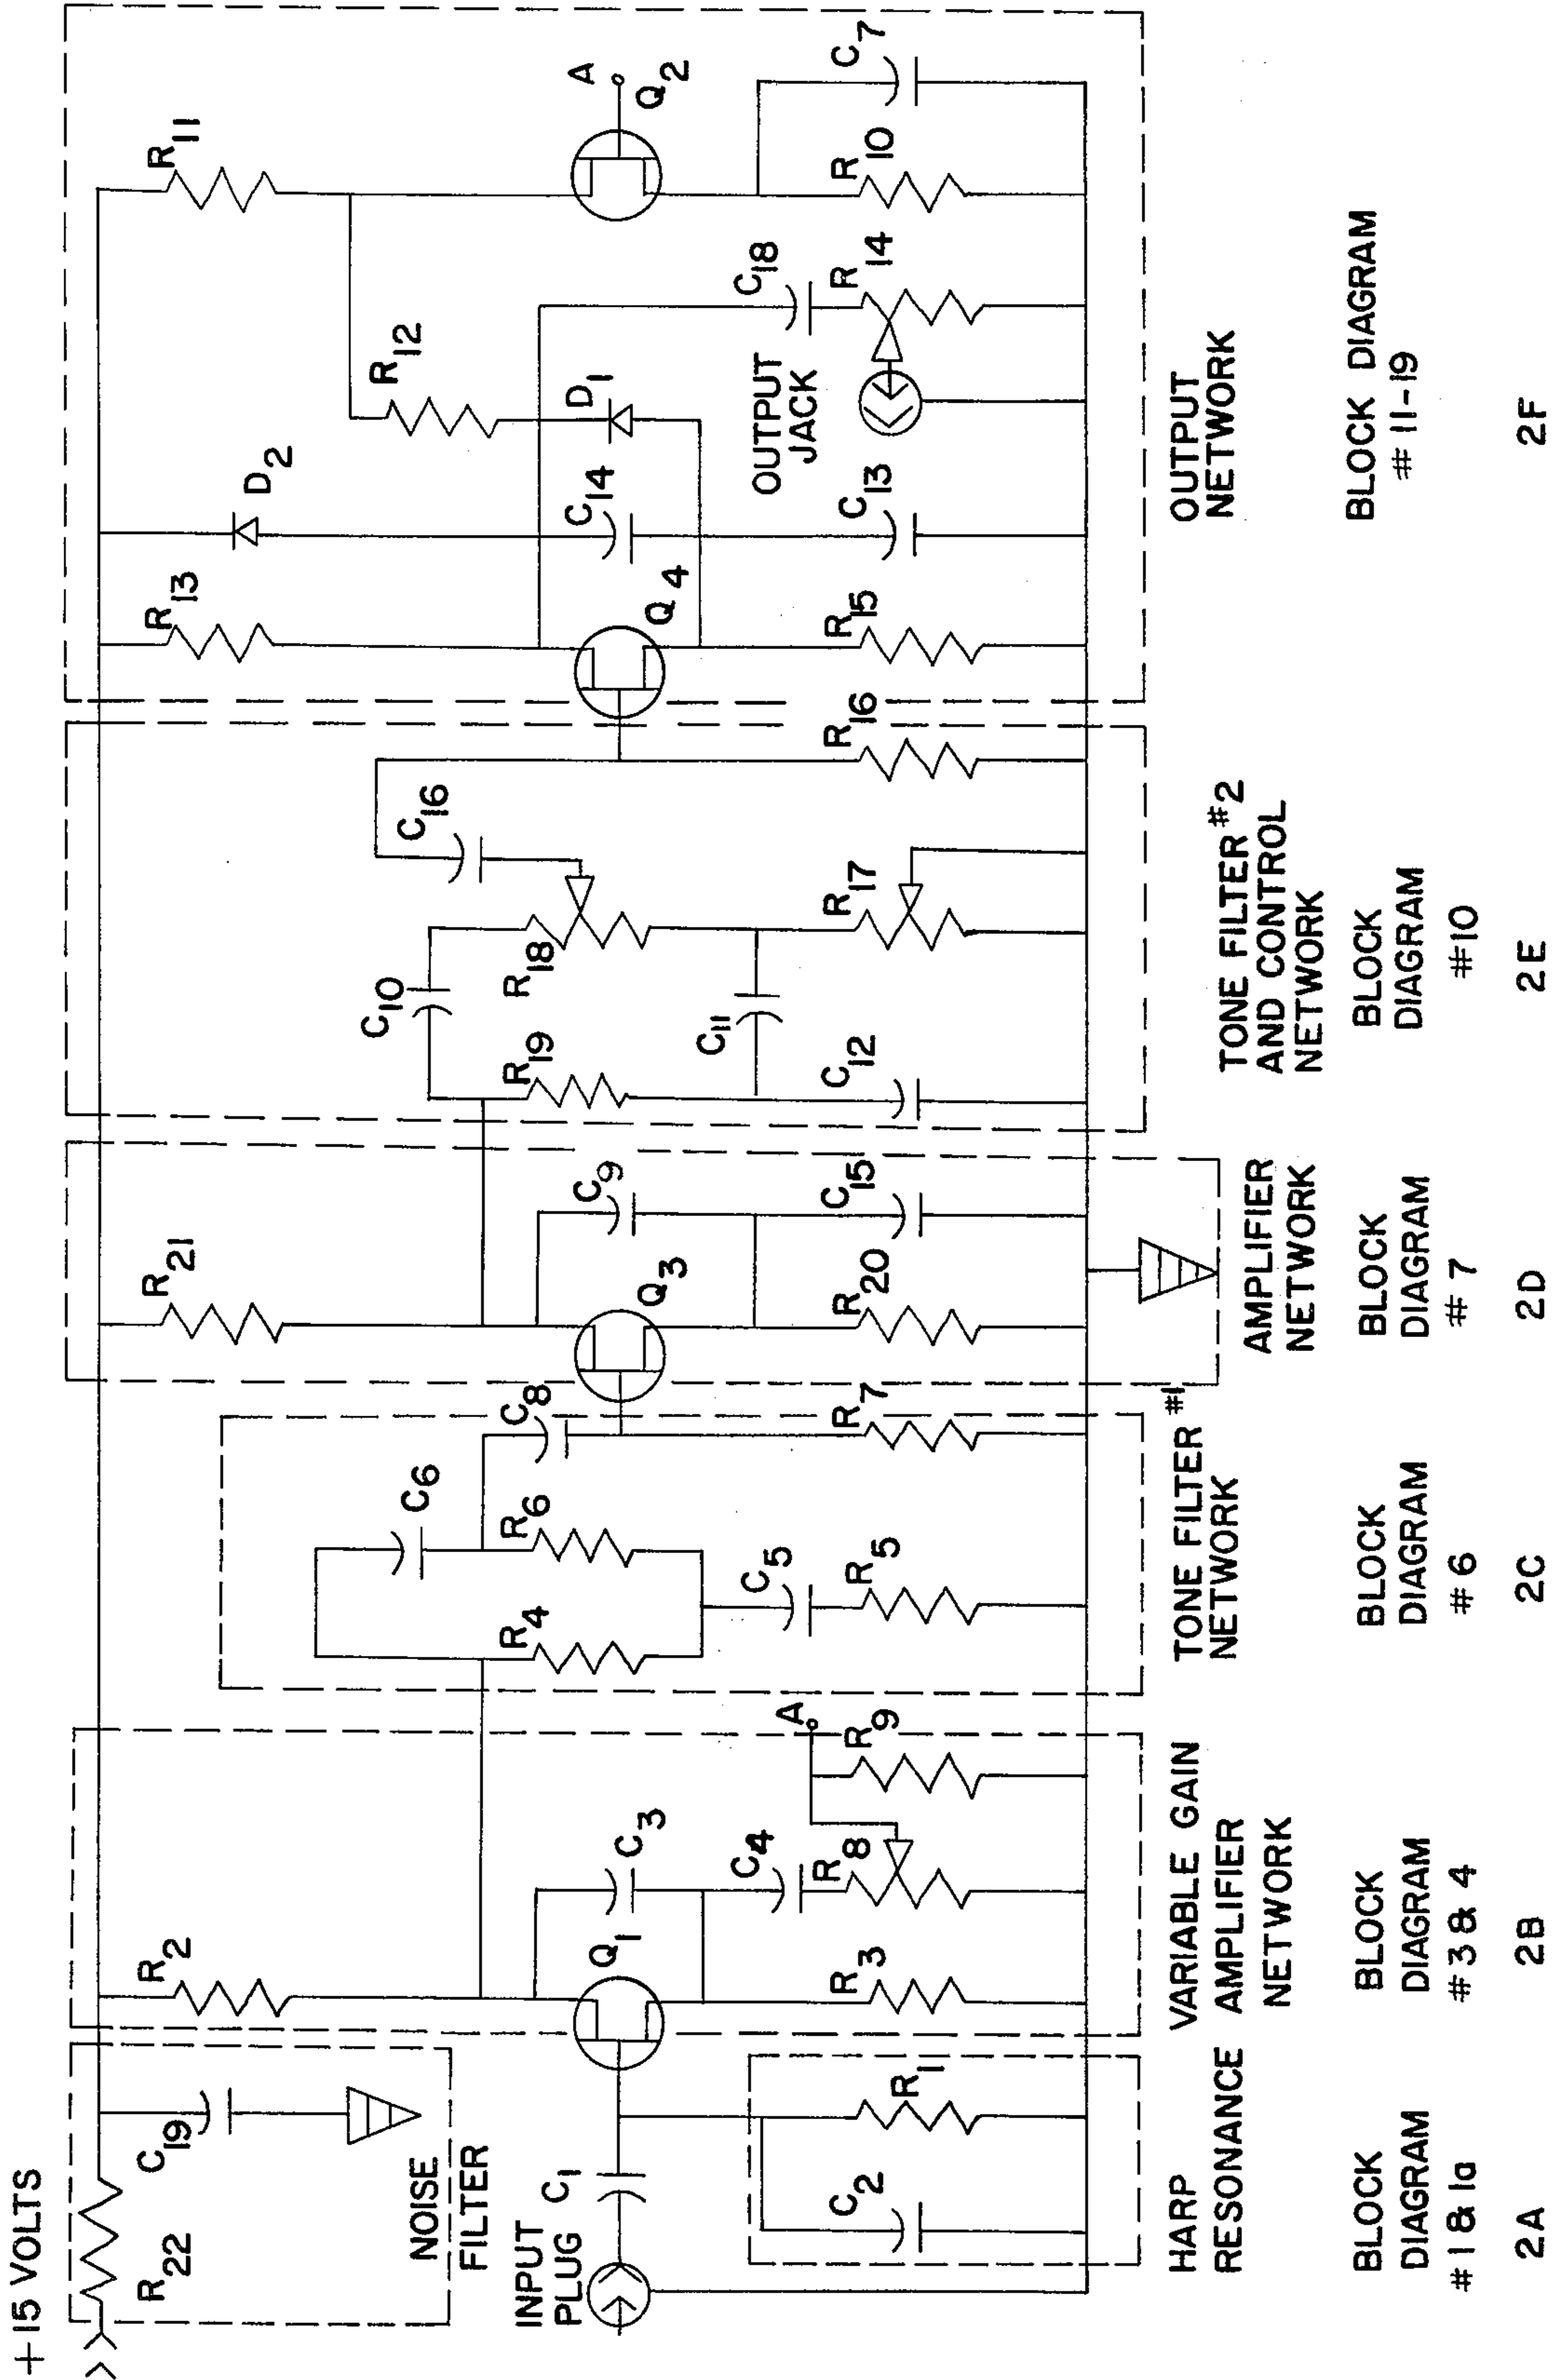 +15 VOLTS
R22
C19
NOISE
FILTER
INPUT
PLUG
C1
C2
R1
HARP
RESONANCE
BLOCK
DIAGRAM
#1&1a
2A
R2
Q1
C3
C4
R8
R3
R9
A
VARIABLE GAIN
AMPLIFIER
NETWORK
BLOCK
DIAGRAM
#3&4
2B
C6
R4
R6
C8
C5
R5
R7
TONE FILTER #1
NETWORK
BLOCK
DIAGRAM
#6
2C
R21
Q3
C9
R20
C15
AMPLIFIER
NETWORK
BLOCK
DIAGRAM
#7
2D
C10
R19
R18
C16
C11
C12
R17
R16
TONE FILTER #2
AND CONTROL
NETWORK
BLOCK
DIAGRAM
#10
2E
R13
D2
R12
R11
Q4
C14
D1
A
Q2
OUTPUT
JACK
C18
R15
C13
R14
R10
C7
OUTPUT
NETWORK
BLOCK DIAGRAM
#11-19
2F